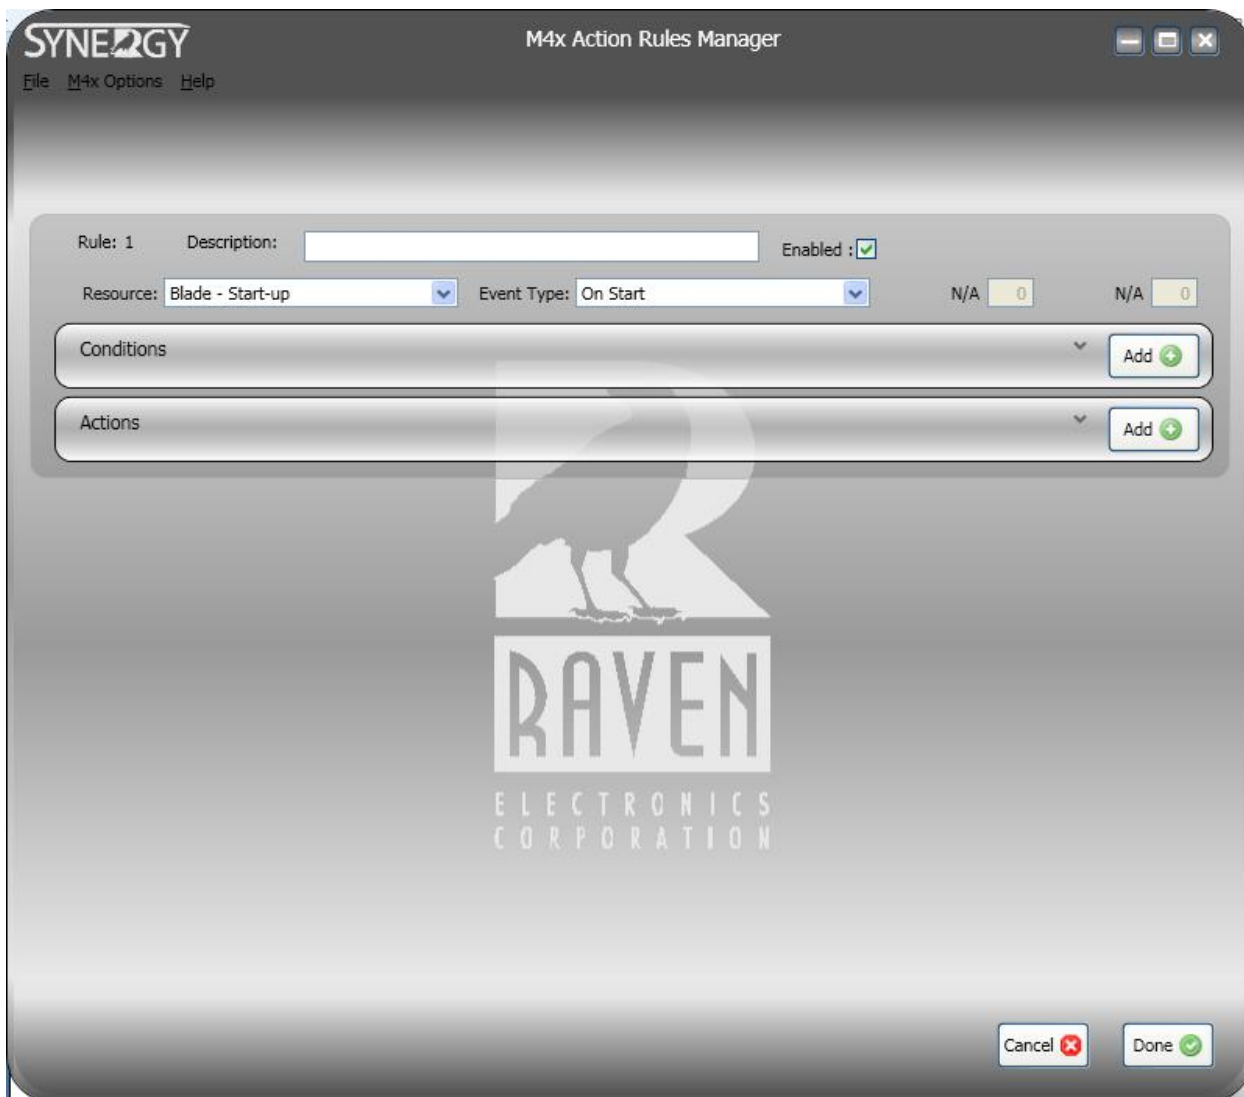 SYNERGY
M4x Action Rules Manager
File M4x Options Help
Rule: 1 Description: Enabled :
Resource: Blade - Start-up Event Type: On Start N/A 0 N/A 0
Conditions Add
Actions Add
RAVEN
ELECTRONICS
CORPORATION
Cancel Done